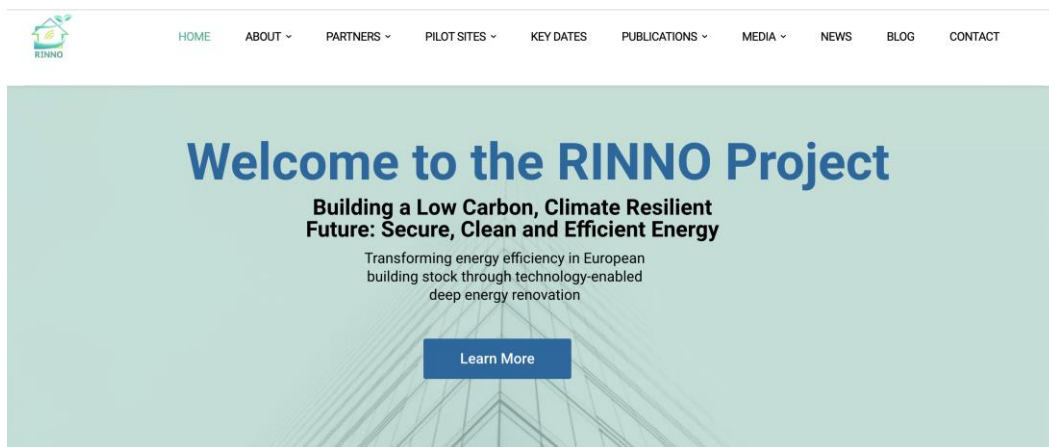 RINNO
HOME ABOUT PARTNERS PILOT SITES KEY DATES PUBLICATIONS MEDIA NEWS BLOG CONTACT
Welcome to the RINNO Project
Building a Low Carbon, Climate Resilient
Future: Secure, Clean and Efficient Energy
Transforming energy efficiency in European
building stock through technology-enabled
deep energy renovation
Learn More